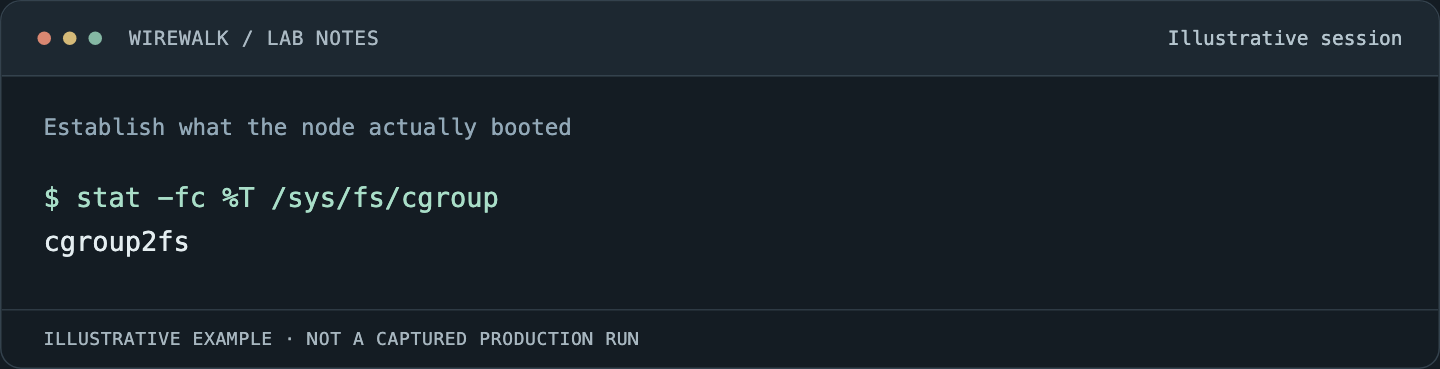 WIREWALK / LAB NOTES
Illustrative session
Establish what the node actually booted
$ stat -fc %T /sys/fs/cgroup
cgroup2fs
ILLUSTRATIVE EXAMPLE · NOT A CAPTURED PRODUCTION RUN